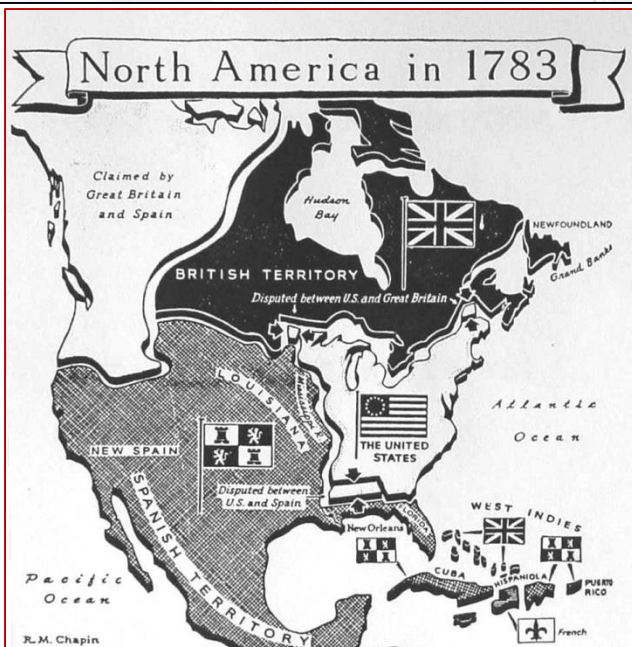 North America in 1783
Claimed by
Great Britain
and Spain
Hudson
Bay
NEWFOUNDLAND
Grand Banks
BRITISH TERRITORY
Disputed between U.S. and Great Britain
LOUISIANA
Mississippi R.
Atlantic
Ocean
NEW SPAIN
THE UNITED
STATES
SPANISH TERRITORY
Disputed between
U.S. and Spain
FLORIDA
New Orleans
WEST INDIES
CUBA
HISPANIOLA
PUERTO
RICO
Pacific
Ocean
French
R.M. Chapin